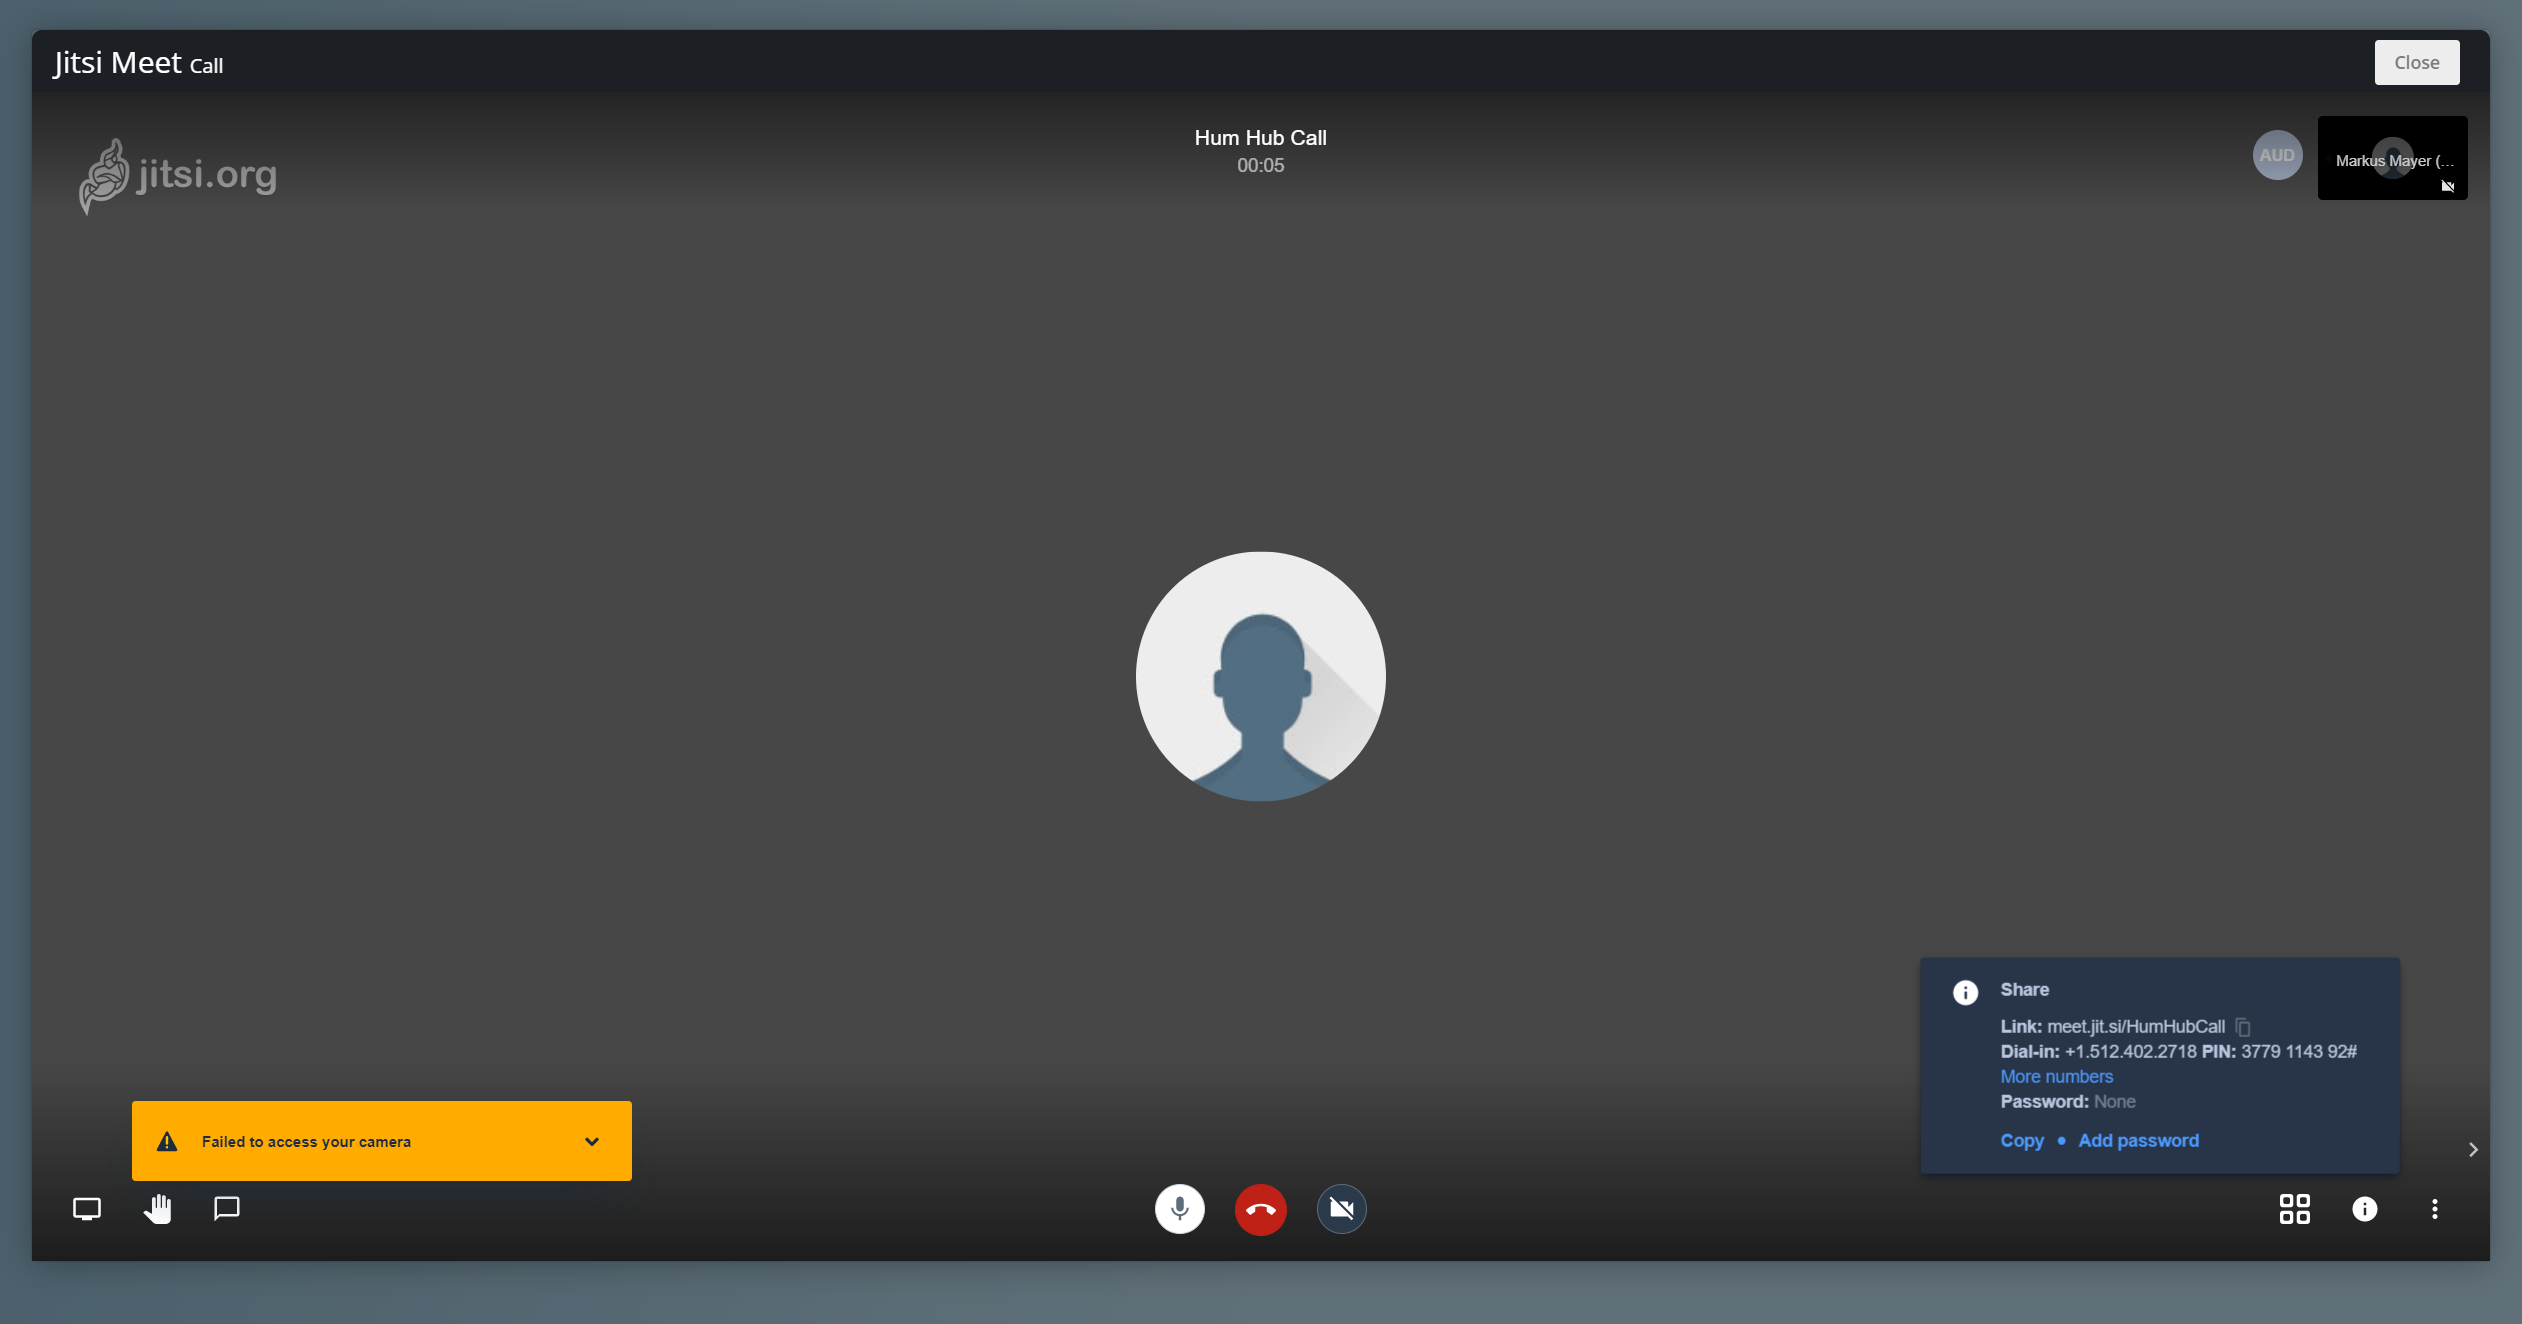 Jitsi Meet Call
Close
jitsi.org
Hum Hub Call
00:05
AUD
Markus Mayer (...
Share
Link: meet.jit.si/HumHubCall
Dial-in: +1.512.402.2718 PIN: 3779 1143 92#
More numbers
Password: None
Copy • Add password
Failed to access your camera